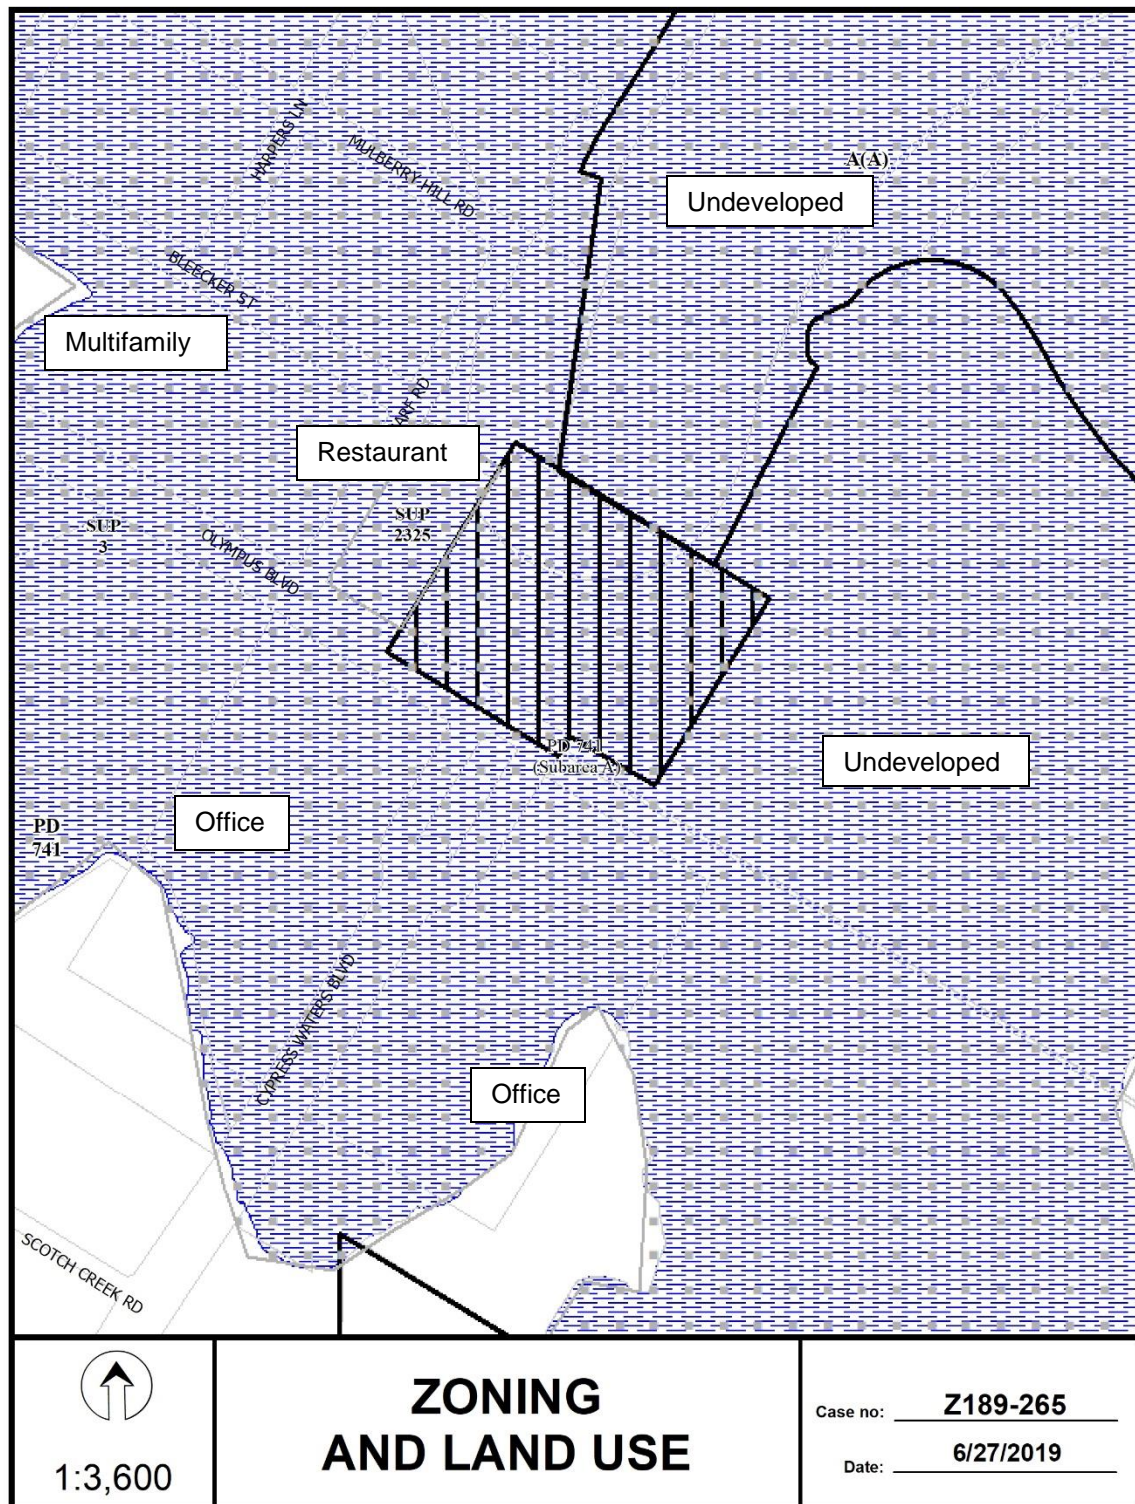 HARPERS LN
MULBERRY HILL RD
A(A)
Undeveloped
BLEECKER ST
Multifamily
ARF RD
Restaurant
SUP
2325
SUP
3
OLYMPUS BLVD
PD 741
(Subarea A)
Undeveloped
Office
PD
741
CYPRESS WATERS BLVD
Office
SCOTCH CREEK RD
1:3,600
ZONING
AND LAND USE
Case no: Z189-265
Date: 6/27/2019